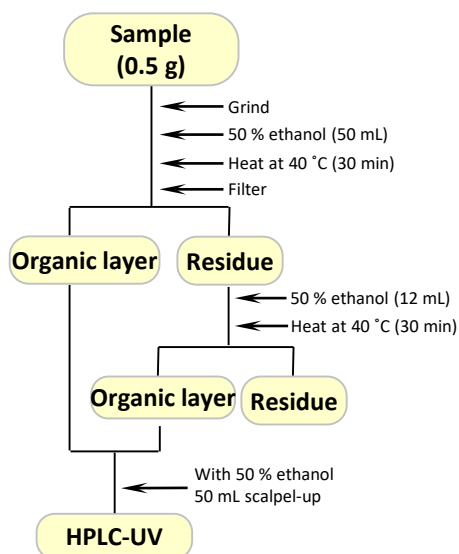 Sample
(0.5 g)
Grind
50 % ethanol (50 mL)
Heat at 40 ˚C (30 min)
Filter
Organic layer
Residue
50 % ethanol (12 mL)
Heat at 40 ˚C (30 min)
Organic layer
Residue
With 50 % ethanol
50 mL scalpel-up
HPLC-UV